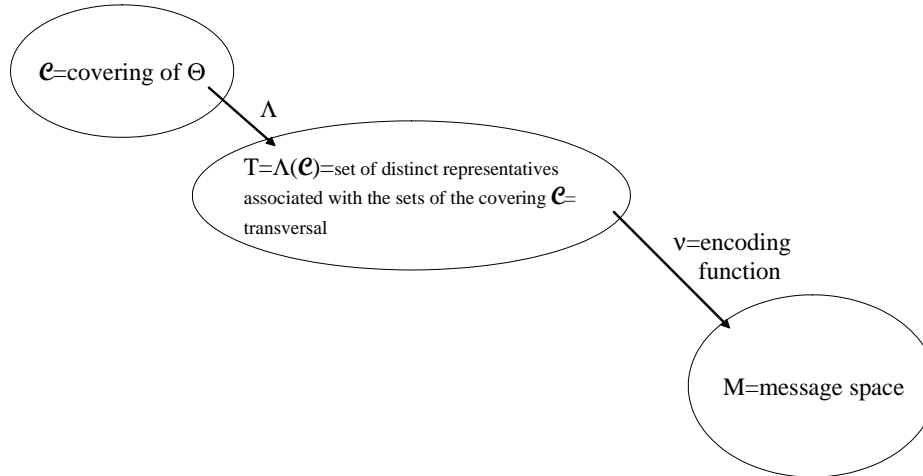 𝓒=covering of Θ
Λ
T=Λ(𝓒)=set of distinct representatives
associated with the sets of the covering 𝓒=
transversal
ν=encoding
function
M=message space